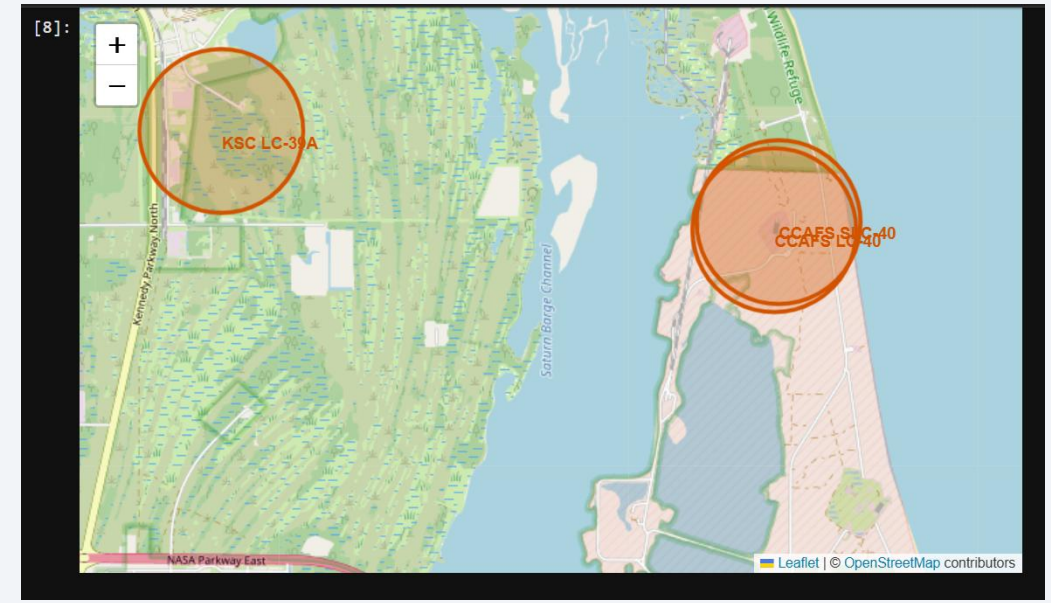 [8]:
+
−
KSC LC-39A
Wildlife Refuge
CCAFS SLC-40
CCAFS LC-40
Kennedy Parkway North
Saturn Barge Channel
NASA Parkway East
Leaflet | © OpenStreetMap contributors